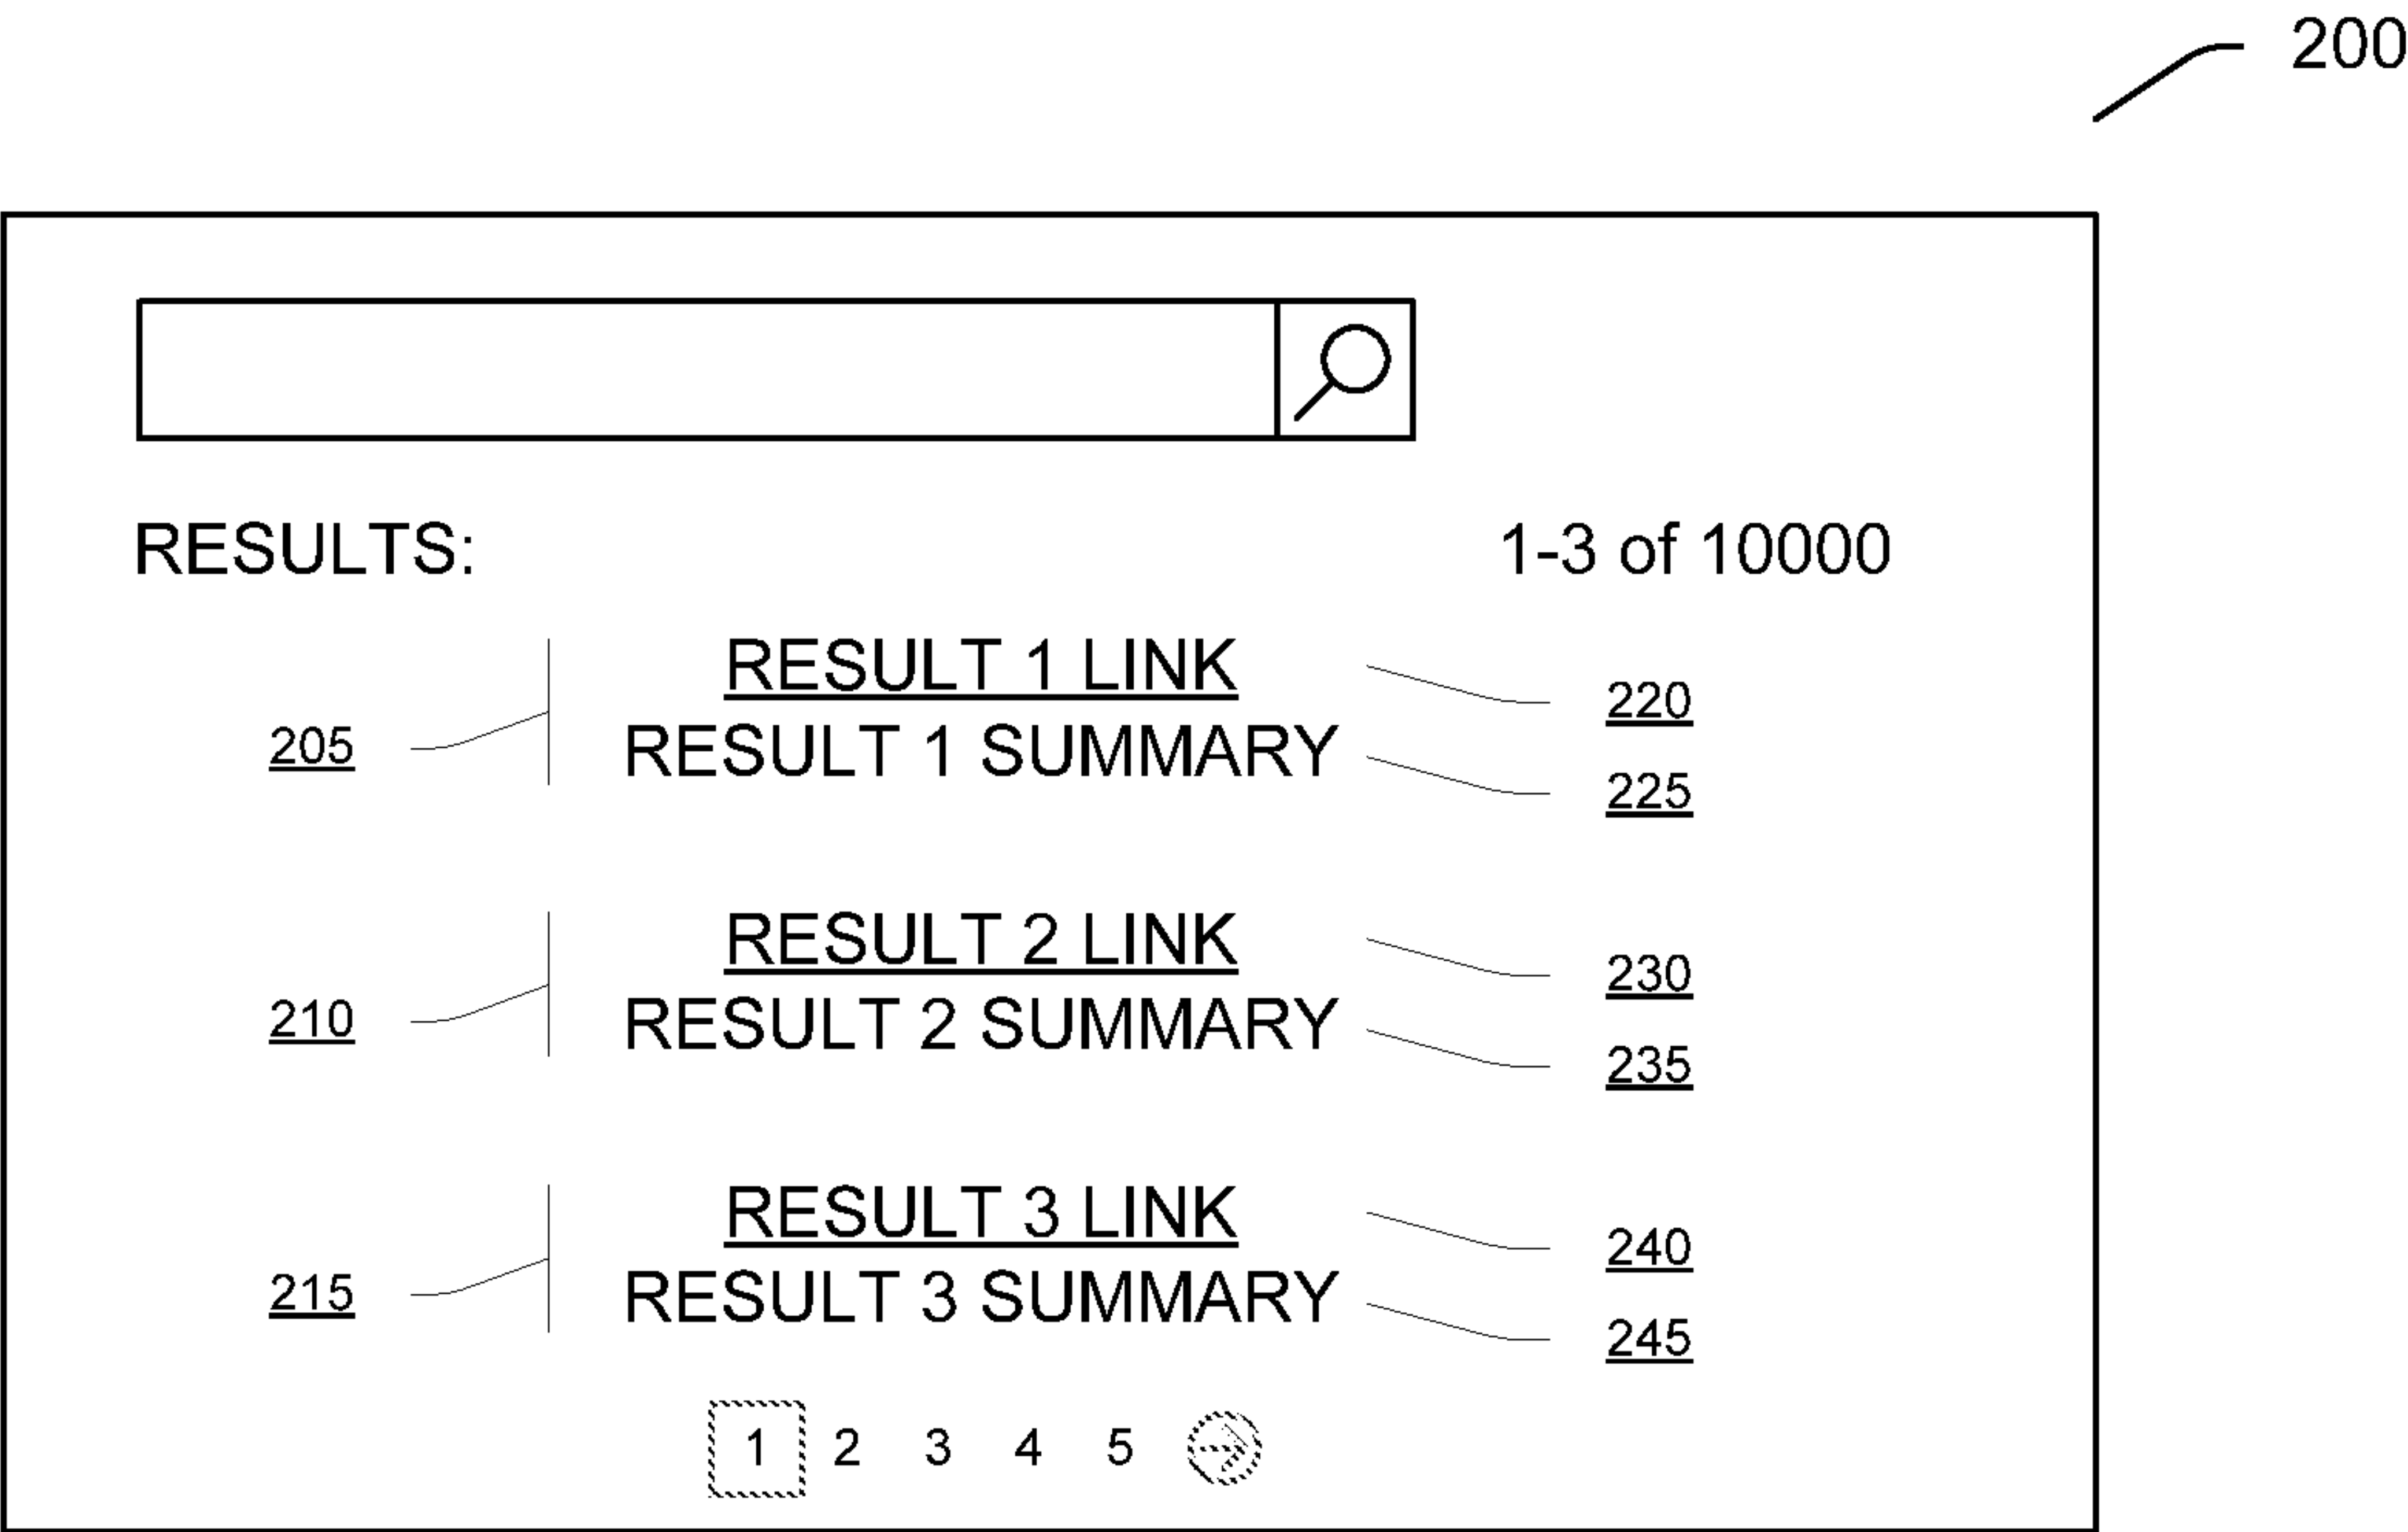 200
RESULTS: 1-3 of 10000
RESULT 1 LINK 220
205 RESULT 1 SUMMARY
225
RESULT 2 LINK 230
210 RESULT 2 SUMMARY
235
RESULT 3 LINK 240
215 RESULT 3 SUMMARY
245
1 2 3 4 5